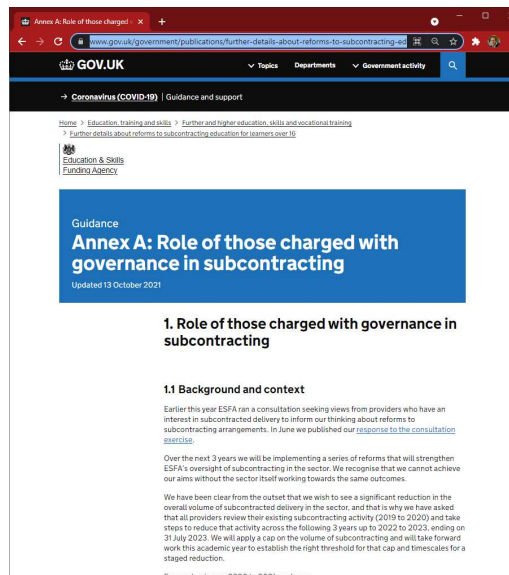 Annex A: Role of those charged
www.gov.uk/government/publications/further-details-about-reforms-to-subcontracting-ed
GOV.UK
Topics Departments Government activity
→ Coronavirus (COVID-19) | Guidance and support
Home > Education, training and skills > Further and higher education, skills and vocational training
> Further details about reforms to subcontracting education for learners over 16
Education & Skills
Funding Agency
Guidance
Annex A: Role of those charged with
governance in subcontracting
Updated 13 October 2021
1. Role of those charged with governance in
subcontracting
1.1 Background and context
Earlier this year ESFA ran a consultation seeking views from providers who have an
interest in subcontracted delivery to inform our thinking about reforms to
subcontracting arrangements. In June we published our response to the consultation
exercise.
Over the next 3 years we will be implementing a series of reforms that will strengthen
ESFA's oversight of subcontracting in the sector. We recognise that we cannot achieve
our aims without the sector itself working towards the same outcomes.
We have been clear from the outset that we wish to see a significant reduction in the
overall volume of subcontracted delivery in the sector, and that is why we have asked
that all providers review their existing subcontracting activity (2019 to 2020) and take
steps to reduce that activity across the following 3 years up to 2022 to 2023, ending on
31 July 2023. We will apply a cap on the volume of subcontracting and will take forward
work this academic year to establish the right threshold for that cap and timescales for a
staged reduction.